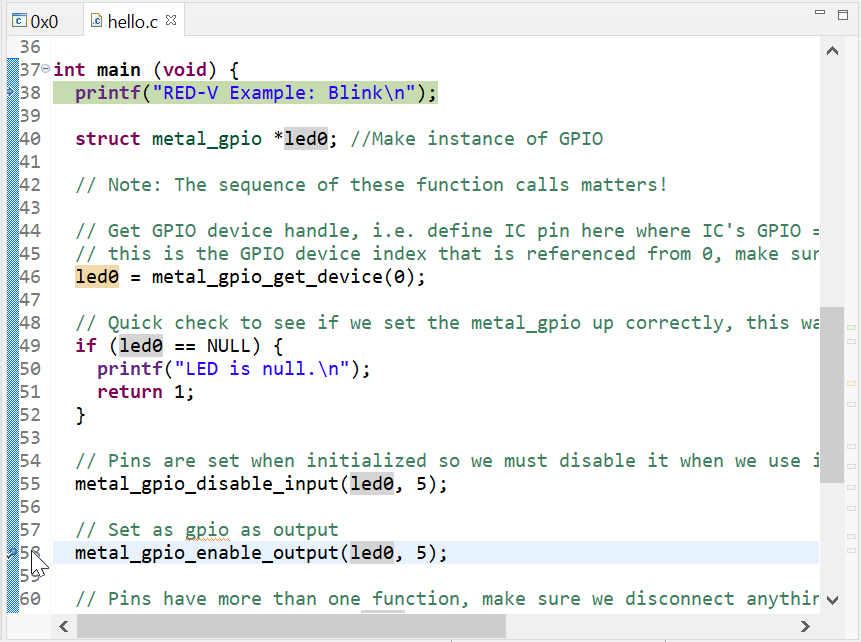 0x0 hello.c
36
37 int main (void) {
38 printf("RED-V Example: Blink\n");
39
40 struct metal_gpio *led0; //Make instance of GPIO
41
42 // Note: The sequence of these function calls matters!
43
44 // Get GPIO device handle, i.e. define IC pin here where IC's GPIO =
45 // this is the GPIO device index that is referenced from 0, make sur
46 led0 = metal_gpio_get_device(0);
47
48 // Quick check to see if we set the metal_gpio up correctly, this wa
49 if (led0 == NULL) {
50 printf("LED is null.\n");
51 return 1;
52 }
53
54 // Pins are set when initialized so we must disable it when we use i
55 metal_gpio_disable_input(led0, 5);
56
57 // Set as gpio as output
58 metal_gpio_enable_output(led0, 5);
59
60 // Pins have more than one function, make sure we disconnect anythin